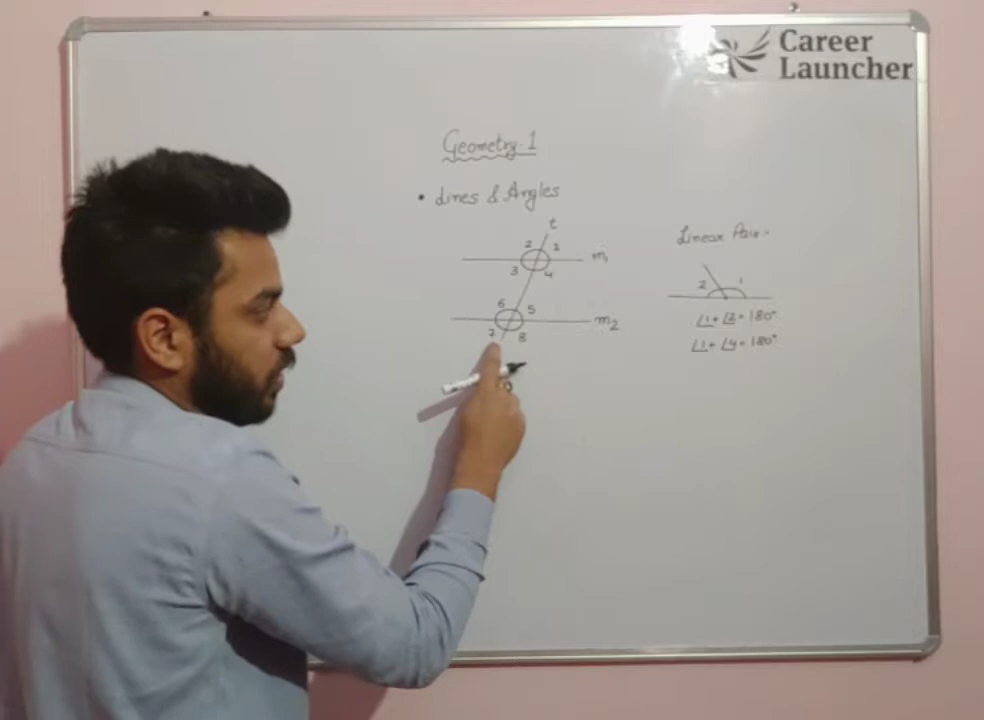 Career
Launcher
Geometry-1
• Lines & Angles
t
2 1
m₁
3 4
6 5
m₂
7 8
Linear Pair-
2 1
∠1+ ∠2 = 180°
∠1+ ∠4 = 180°